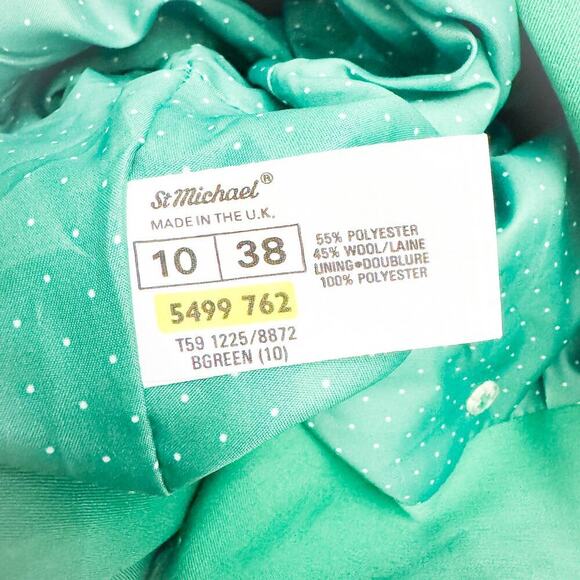 St Michael®
MADE IN THE U.K.
10 38
5499 762
T59 1225/8872
BGREEN (10)
55% POLYESTER
45% WOOL/LAINE
LINING•DOUBLURE
100% POLYESTER